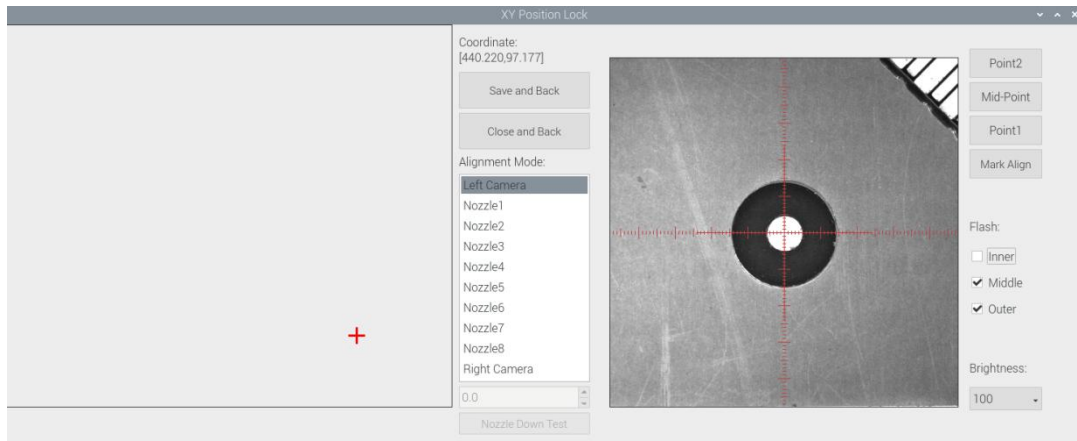 XY Position Lock
Coordinate:
[440.220,97.177]
Save and Back
Close and Back
Alignment Mode:
Left Camera
Nozzle1
Nozzle2
Nozzle3
Nozzle4
Nozzle5
Nozzle6
Nozzle7
Nozzle8
Right Camera
0.0
Nozzle Down Test
Point2
Mid-Point
Point1
Mark Align
Flash:
Inner
Middle
Outer
Brightness:
100